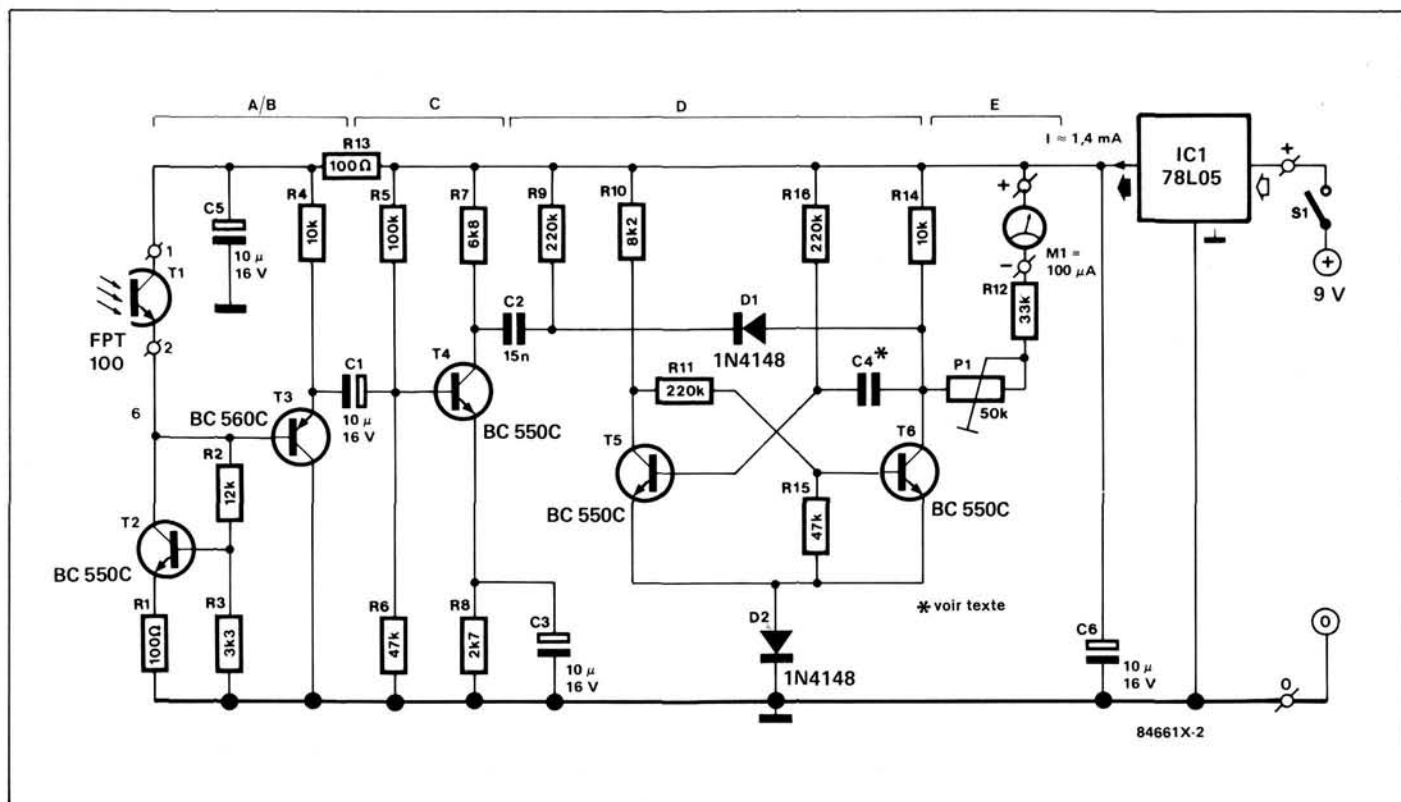 A/B
C
D
E
I ≈ 1,4 mA
IC1
78L05
+
S1
+
9 V
R13
100Ω
C5
10 µ
16 V
R4
10k
R5
100k
R7
6k8
R9
220k
R10
8k2
R16
220k
R14
10k
+
M1 =
100 µA
−
R12
33k
1
T1
FPT
100
2
6
C2
15n
D1
1N4148
T4
BC 550C
C1
10 µ
16 V
T3
BC 560C
R11
220k
C4*
P1
50k
T5
BC 550C
T6
BC 550C
R2
12k
T2
BC 550C
R15
47k
R1
100Ω
R3
3k3
R6
47k
R8
2k7
C3
10 µ
16 V
D2
1N4148
* voir texte
C6
10 µ
16 V
0
0
84661X-2